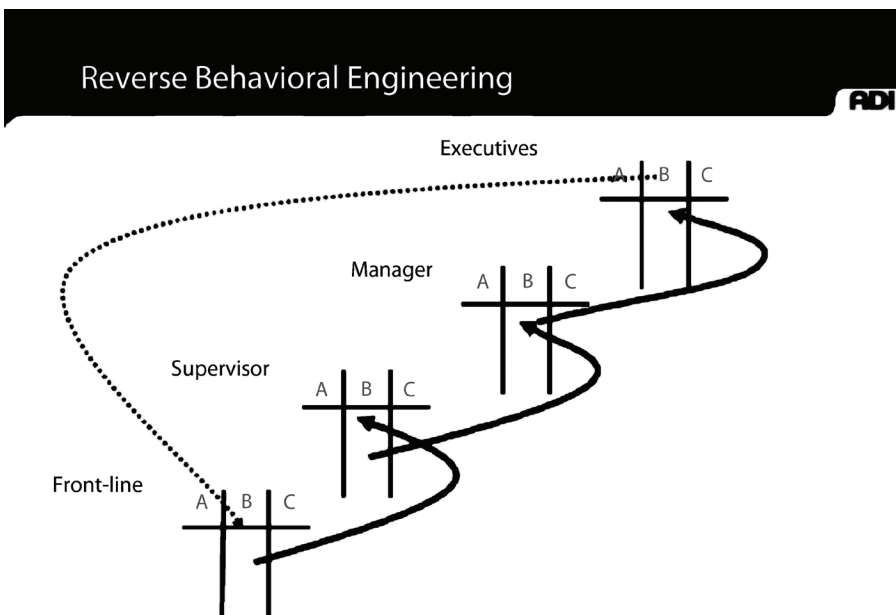 Reverse Behavioral Engineering
ADI
Executives
A B C
Manager
A B C
Supervisor
A B C
Front-line
A B C